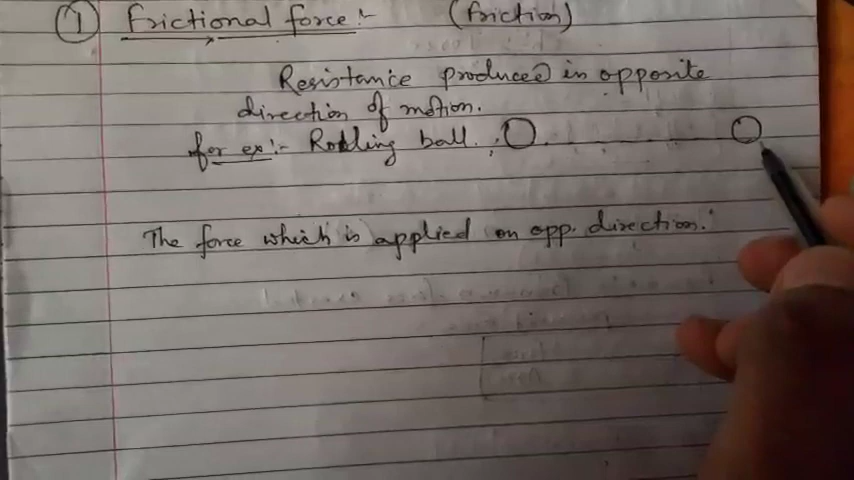 ① Frictional force :- (friction)
Resistance produced in opposite
direction of motion.
for ex :- Rolling ball.
The force which is applied on opp. direction.